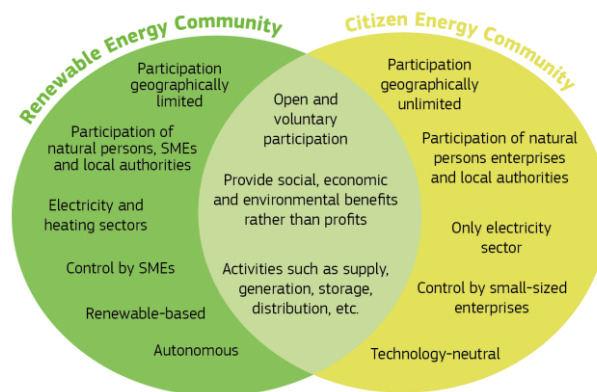 Renewable Energy Community
Participation
geographically
limited
Participation of
natural persons, SMEs
and local authorities
Electricity and
heating sectors
Control by SMEs
Renewable-based
Autonomous
Open and
voluntary
participation
Provide social, economic
and environmental benefits
rather than profits
Activities such as supply,
generation, storage,
distribution, etc.
Citizen Energy Community
Participation
geographically
unlimited
Participation of natural
persons enterprises
and local authorities
Only electricity
sector
Control by small-sized
enterprises
Technology-neutral